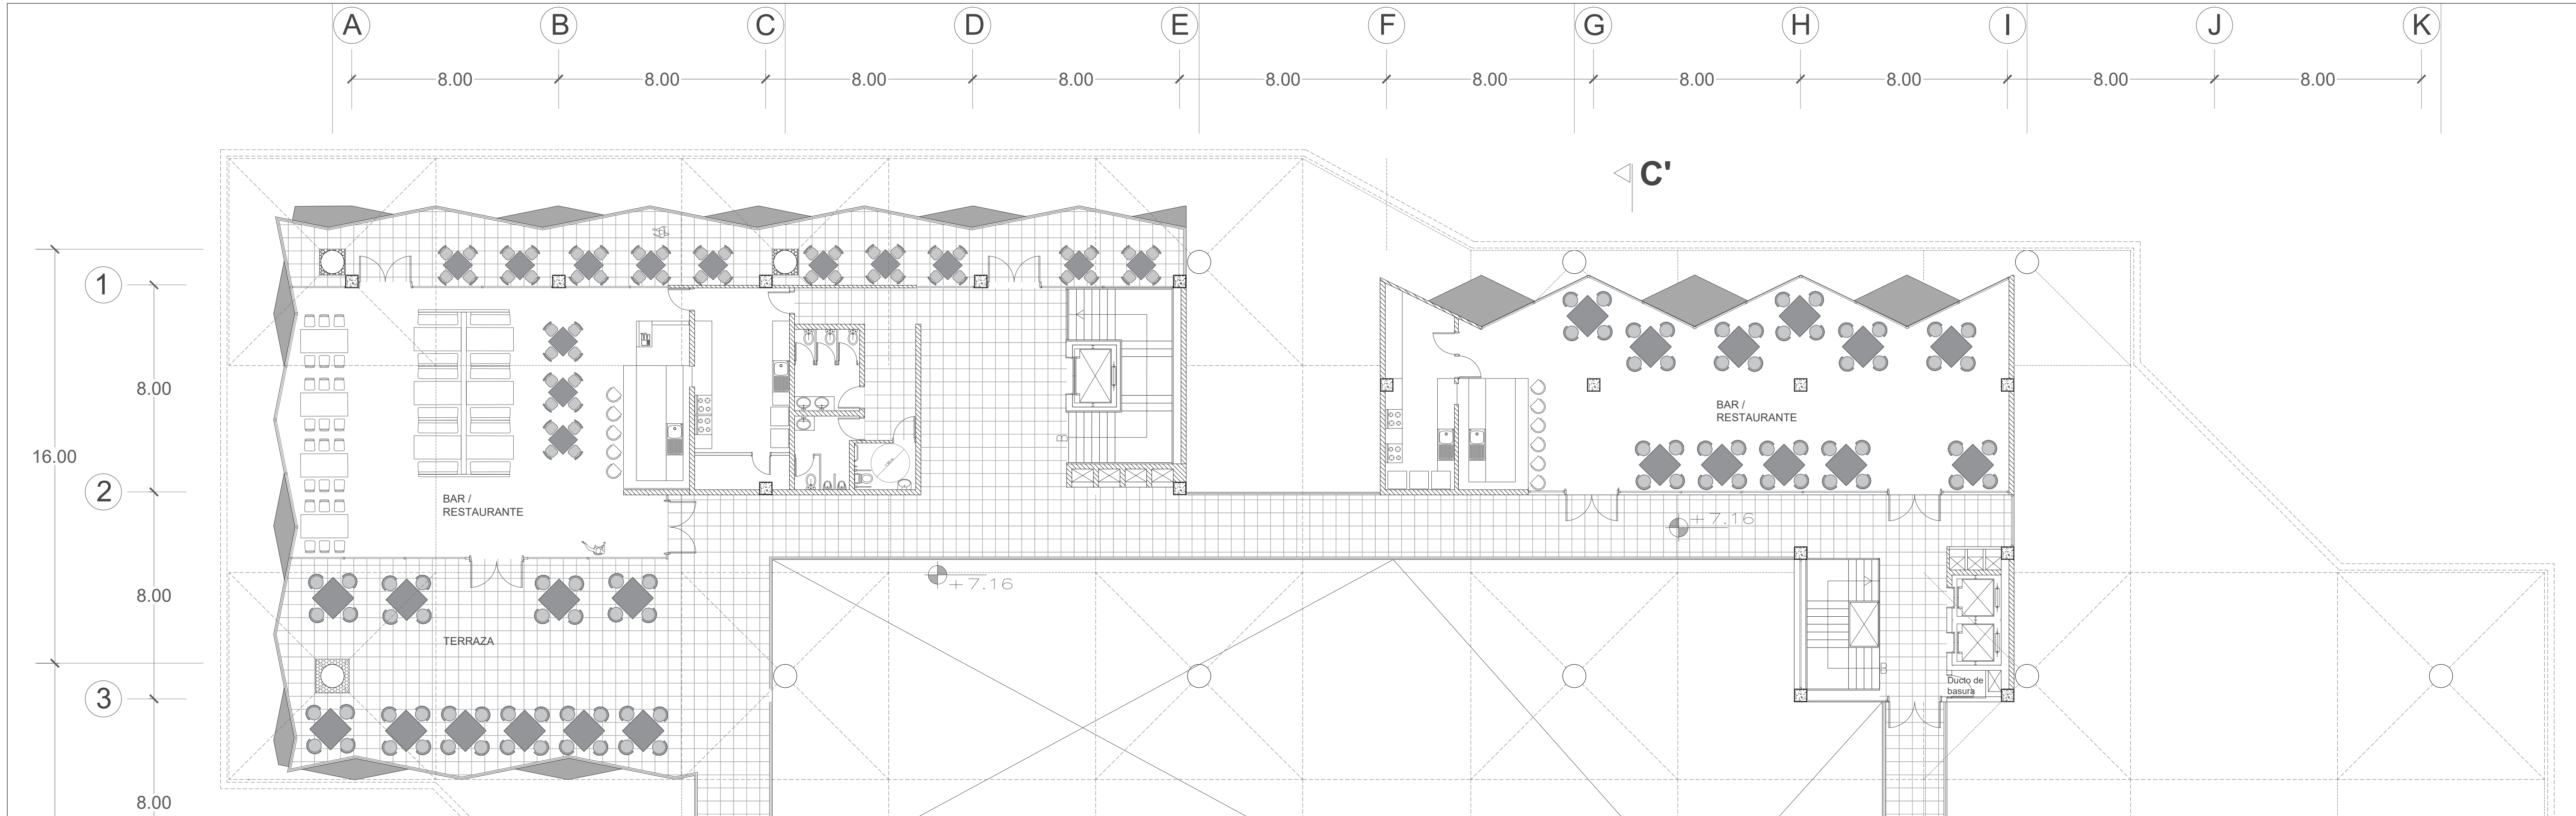 A B C D E F G H I J K
8.00 8.00 8.00 8.00 8.00 8.00 8.00 8.00 8.00 8.00
C'
1
8.00
BAR /
RESTAURANTE
16.00
2
BAR /
RESTAURANTE
+7.16
+7.16
8.00
TERRAZA
Ducto de
basura
3
8.00